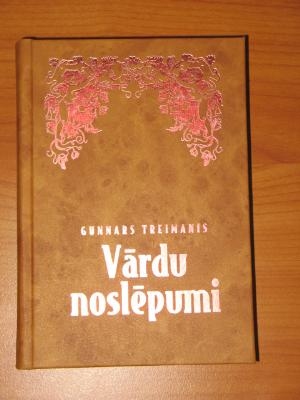 GUNNARS TREIMANIS
Vārdu
noslēpumi